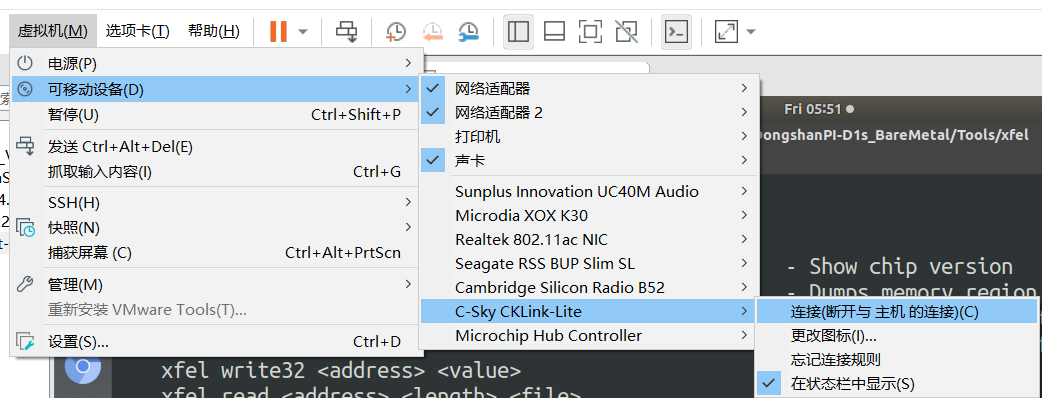 虚拟机(M) 选项卡(T) 帮助(H)
电源(P)
可移动设备(D)
暂停(U) Ctrl+Shift+P
发送 Ctrl+Alt+Del(E)
抓取输入内容(I) Ctrl+G
SSH(H)
快照(N)
捕获屏幕 (C) Ctrl+Alt+PrtScn
管理(M)
重新安装 VMware Tools(T)...
设置(S)... Ctrl+D
网络适配器
网络适配器 2
打印机
声卡
Sunplus Innovation UC40M Audio
Microdia XOX K30
Realtek 802.11ac NIC
Seagate RSS BUP Slim SL
Cambridge Silicon Radio B52
C-Sky CKLink-Lite
Microchip Hub Controller
连接(断开与 主机 的连接)(C)
更改图标(I)...
忘记连接规则
在状态栏中显示(S)
Fri 05:51
ongshanPI-D1s_BareMetal/Tools/xfel
- Show chip version
- Dumps memory region
xfel write32 <address> <value>
xfel read <address> <length> <file>